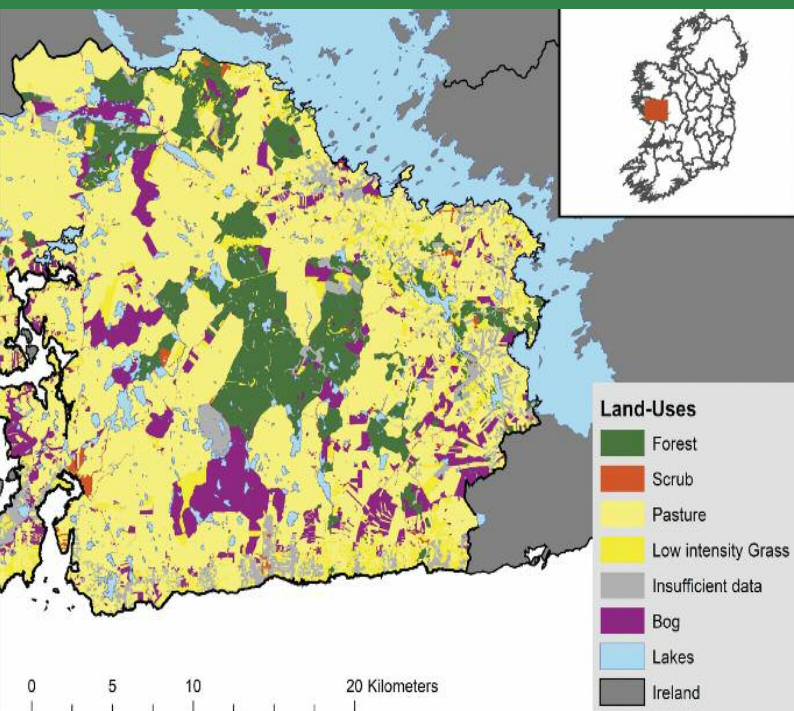 Land-Uses
Forest
Scrub
Pasture
Low intensity Grass
Insufficient data
Bog
Lakes
Ireland
0 5 10 20 Kilometers